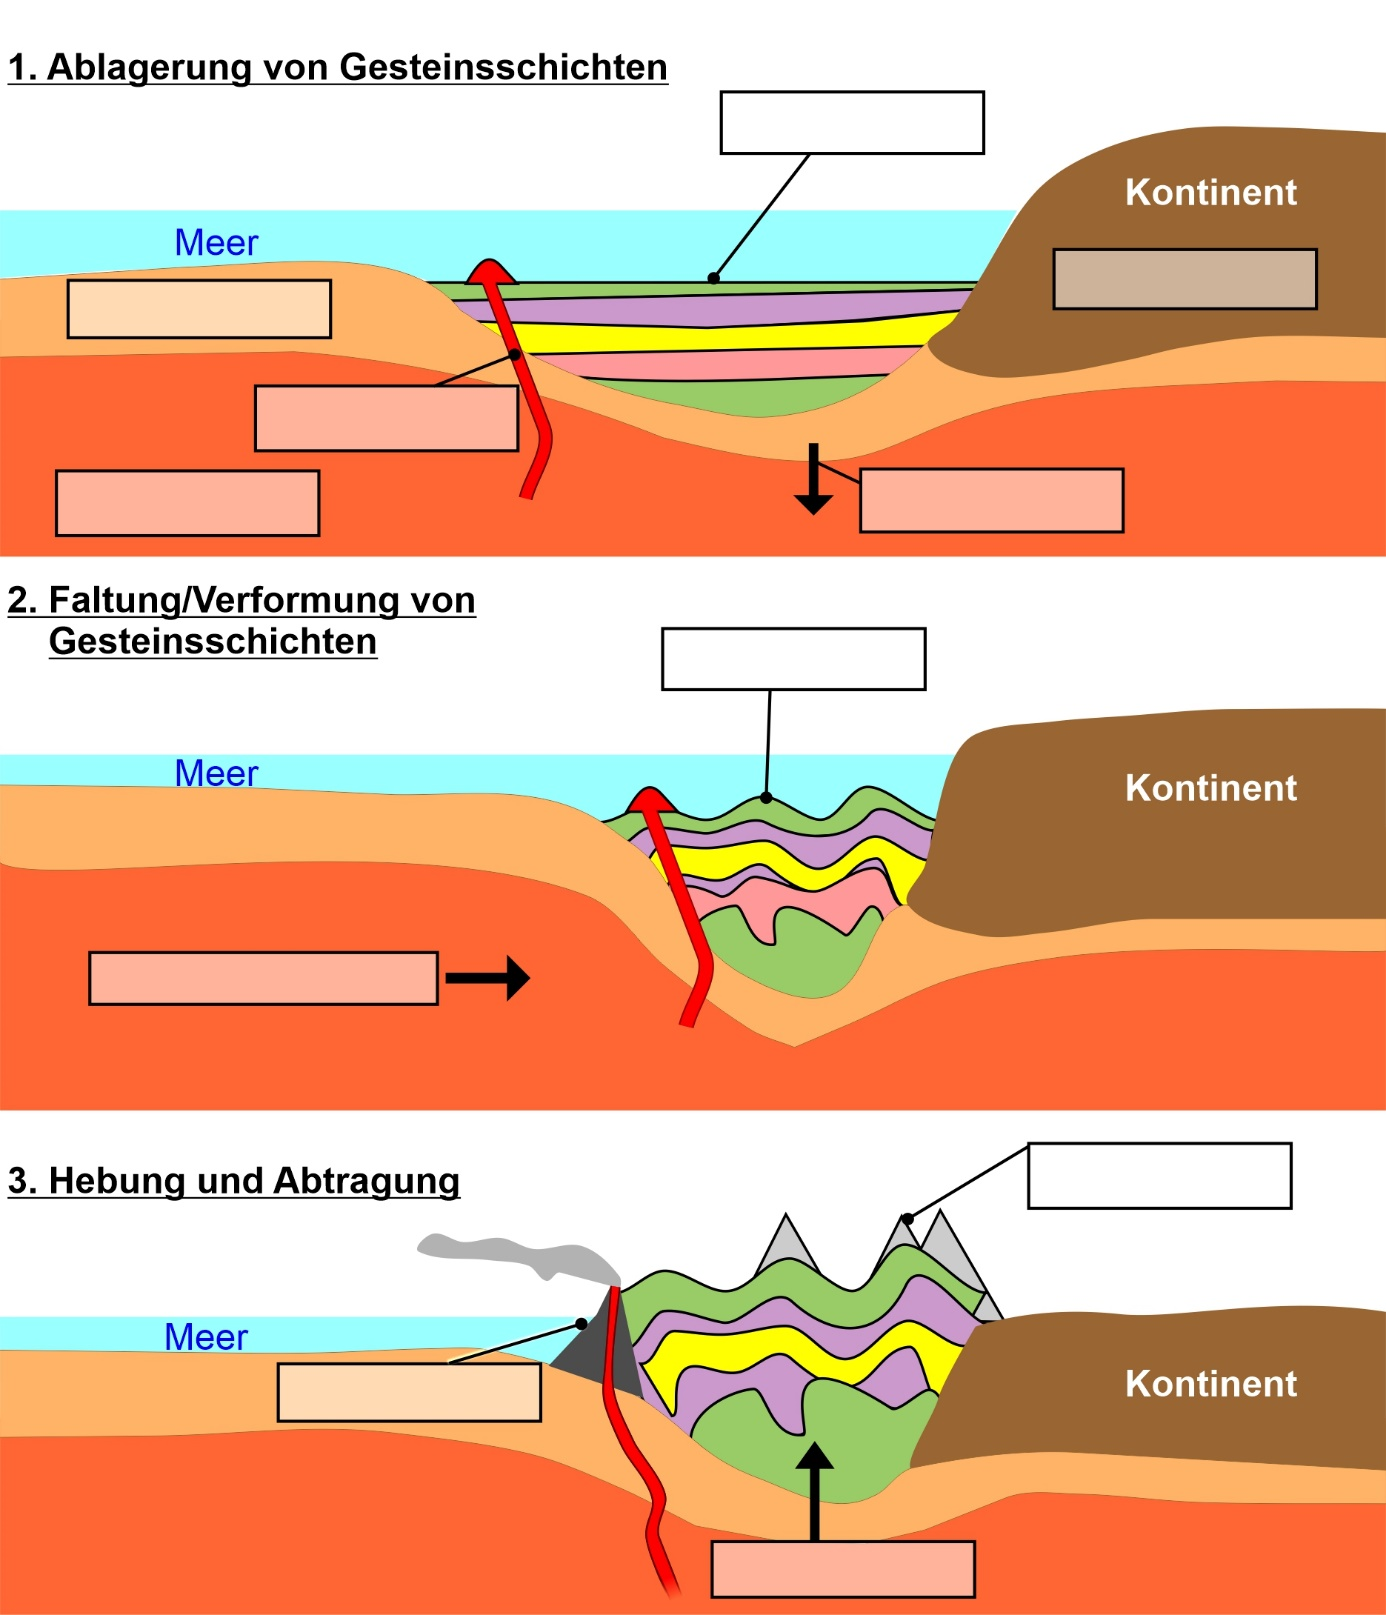 1. Ablagerung von Gesteinsschichten
Kontinent
Meer
2. Faltung/Verformung von
Gesteinsschichten
Meer
Kontinent
3. Hebung und Abtragung
Meer
Kontinent